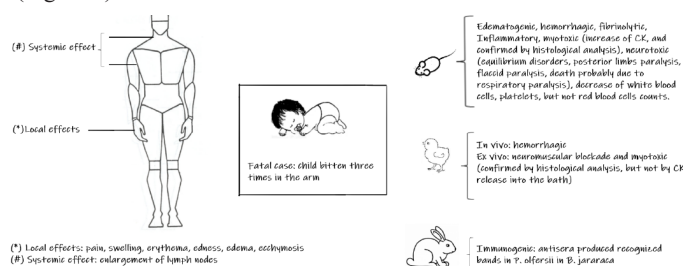 (#) Systemic effect
(*)Local effects
Fatal case: child bitten three
times in the arm
Edematogenic, hemorrhagic, fibrinolytic,
Inflammatory, myotoxic (increase of CK, and
confirmed by histological analysis), neurotoxic
(equilibrium disorders, posterior limbs paralysis,
flaccid paralysis, death probably due to
respiratory paralysis), decrease of white blood
cells, platelets, but not red blood cells counts.
In vivo: hemorrhagic
Ex vivo: neuromuscular blockade and myotoxic
(confirmed by histological analysis, but not by CK
release into the bath)
Immunogenic: antisera produced recognized
bands in P. olfersii in B. jararaca
(*) Local effects: pain, swelling, erythema, edness, edema, ecchymosis
(#) Systemic effect: enlargement of lymph nodes